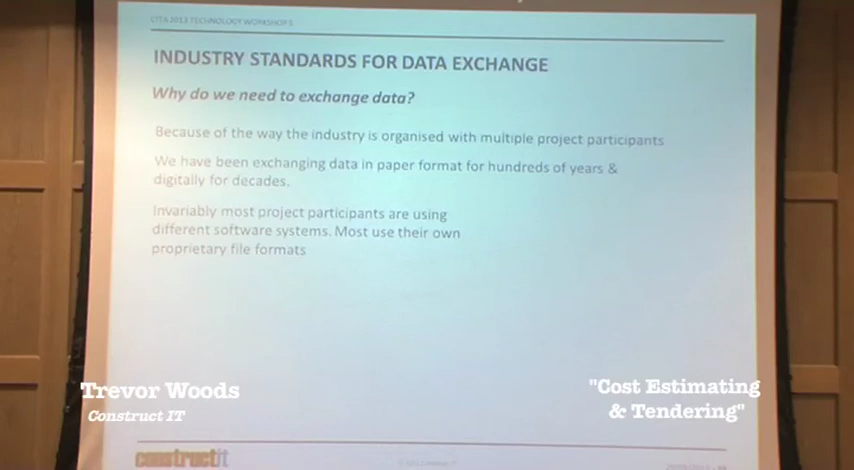 CITA 2013 TECHNOLOGY WORKSHOP
INDUSTRY STANDARDS FOR DATA EXCHANGE
Why do we need to exchange data?
Because of the way the industry is organised with multiple project participants
We have been exchanging data in paper format for hundreds of years &
digitally for decades.
Invariably most project participants are using
different software systems. Most use their own
proprietary file formats
Trevor Woods
Construct IT
"Cost Estimating
& Tendering"
constructit